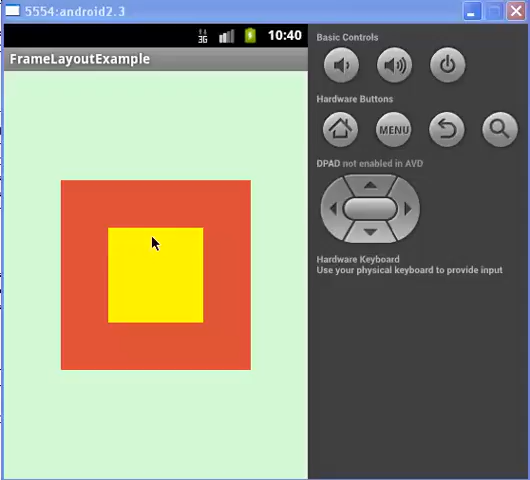 5554:android2.3
3G
10:40
FrameLayoutExample
Basic Controls
Hardware Buttons
MENU
DPAD not enabled in AVD
Hardware Keyboard
Use your physical keyboard to provide input